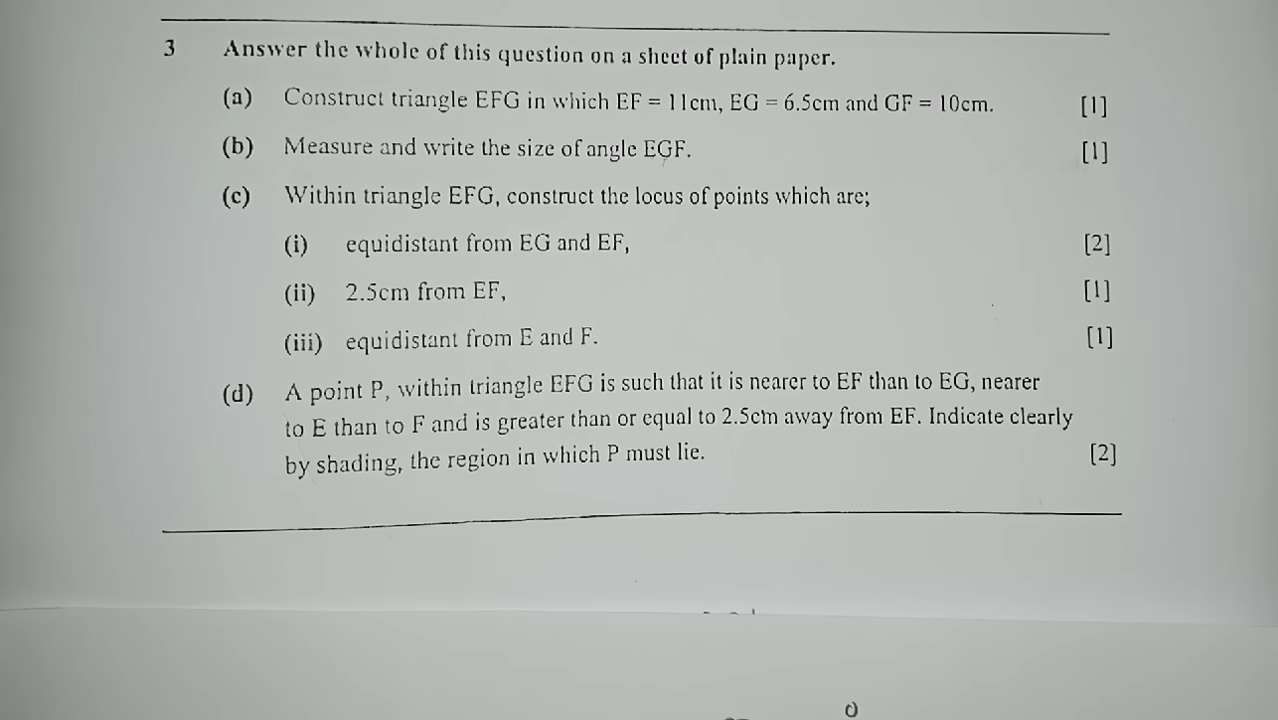 3 Answer the whole of this question on a sheet of plain paper.
(a) Construct triangle EFG in which EF = 11cm, EG = 6.5cm and GF = 10cm. [1]
(b) Measure and write the size of angle EGF. [1]
(c) Within triangle EFG, construct the locus of points which are;
(i) equidistant from EG and EF, [2]
(ii) 2.5cm from EF, [1]
(iii) equidistant from E and F. [1]
(d) A point P, within triangle EFG is such that it is nearer to EF than to EG, nearer
to E than to F and is greater than or equal to 2.5cm away from EF. Indicate clearly
by shading, the region in which P must lie. [2]